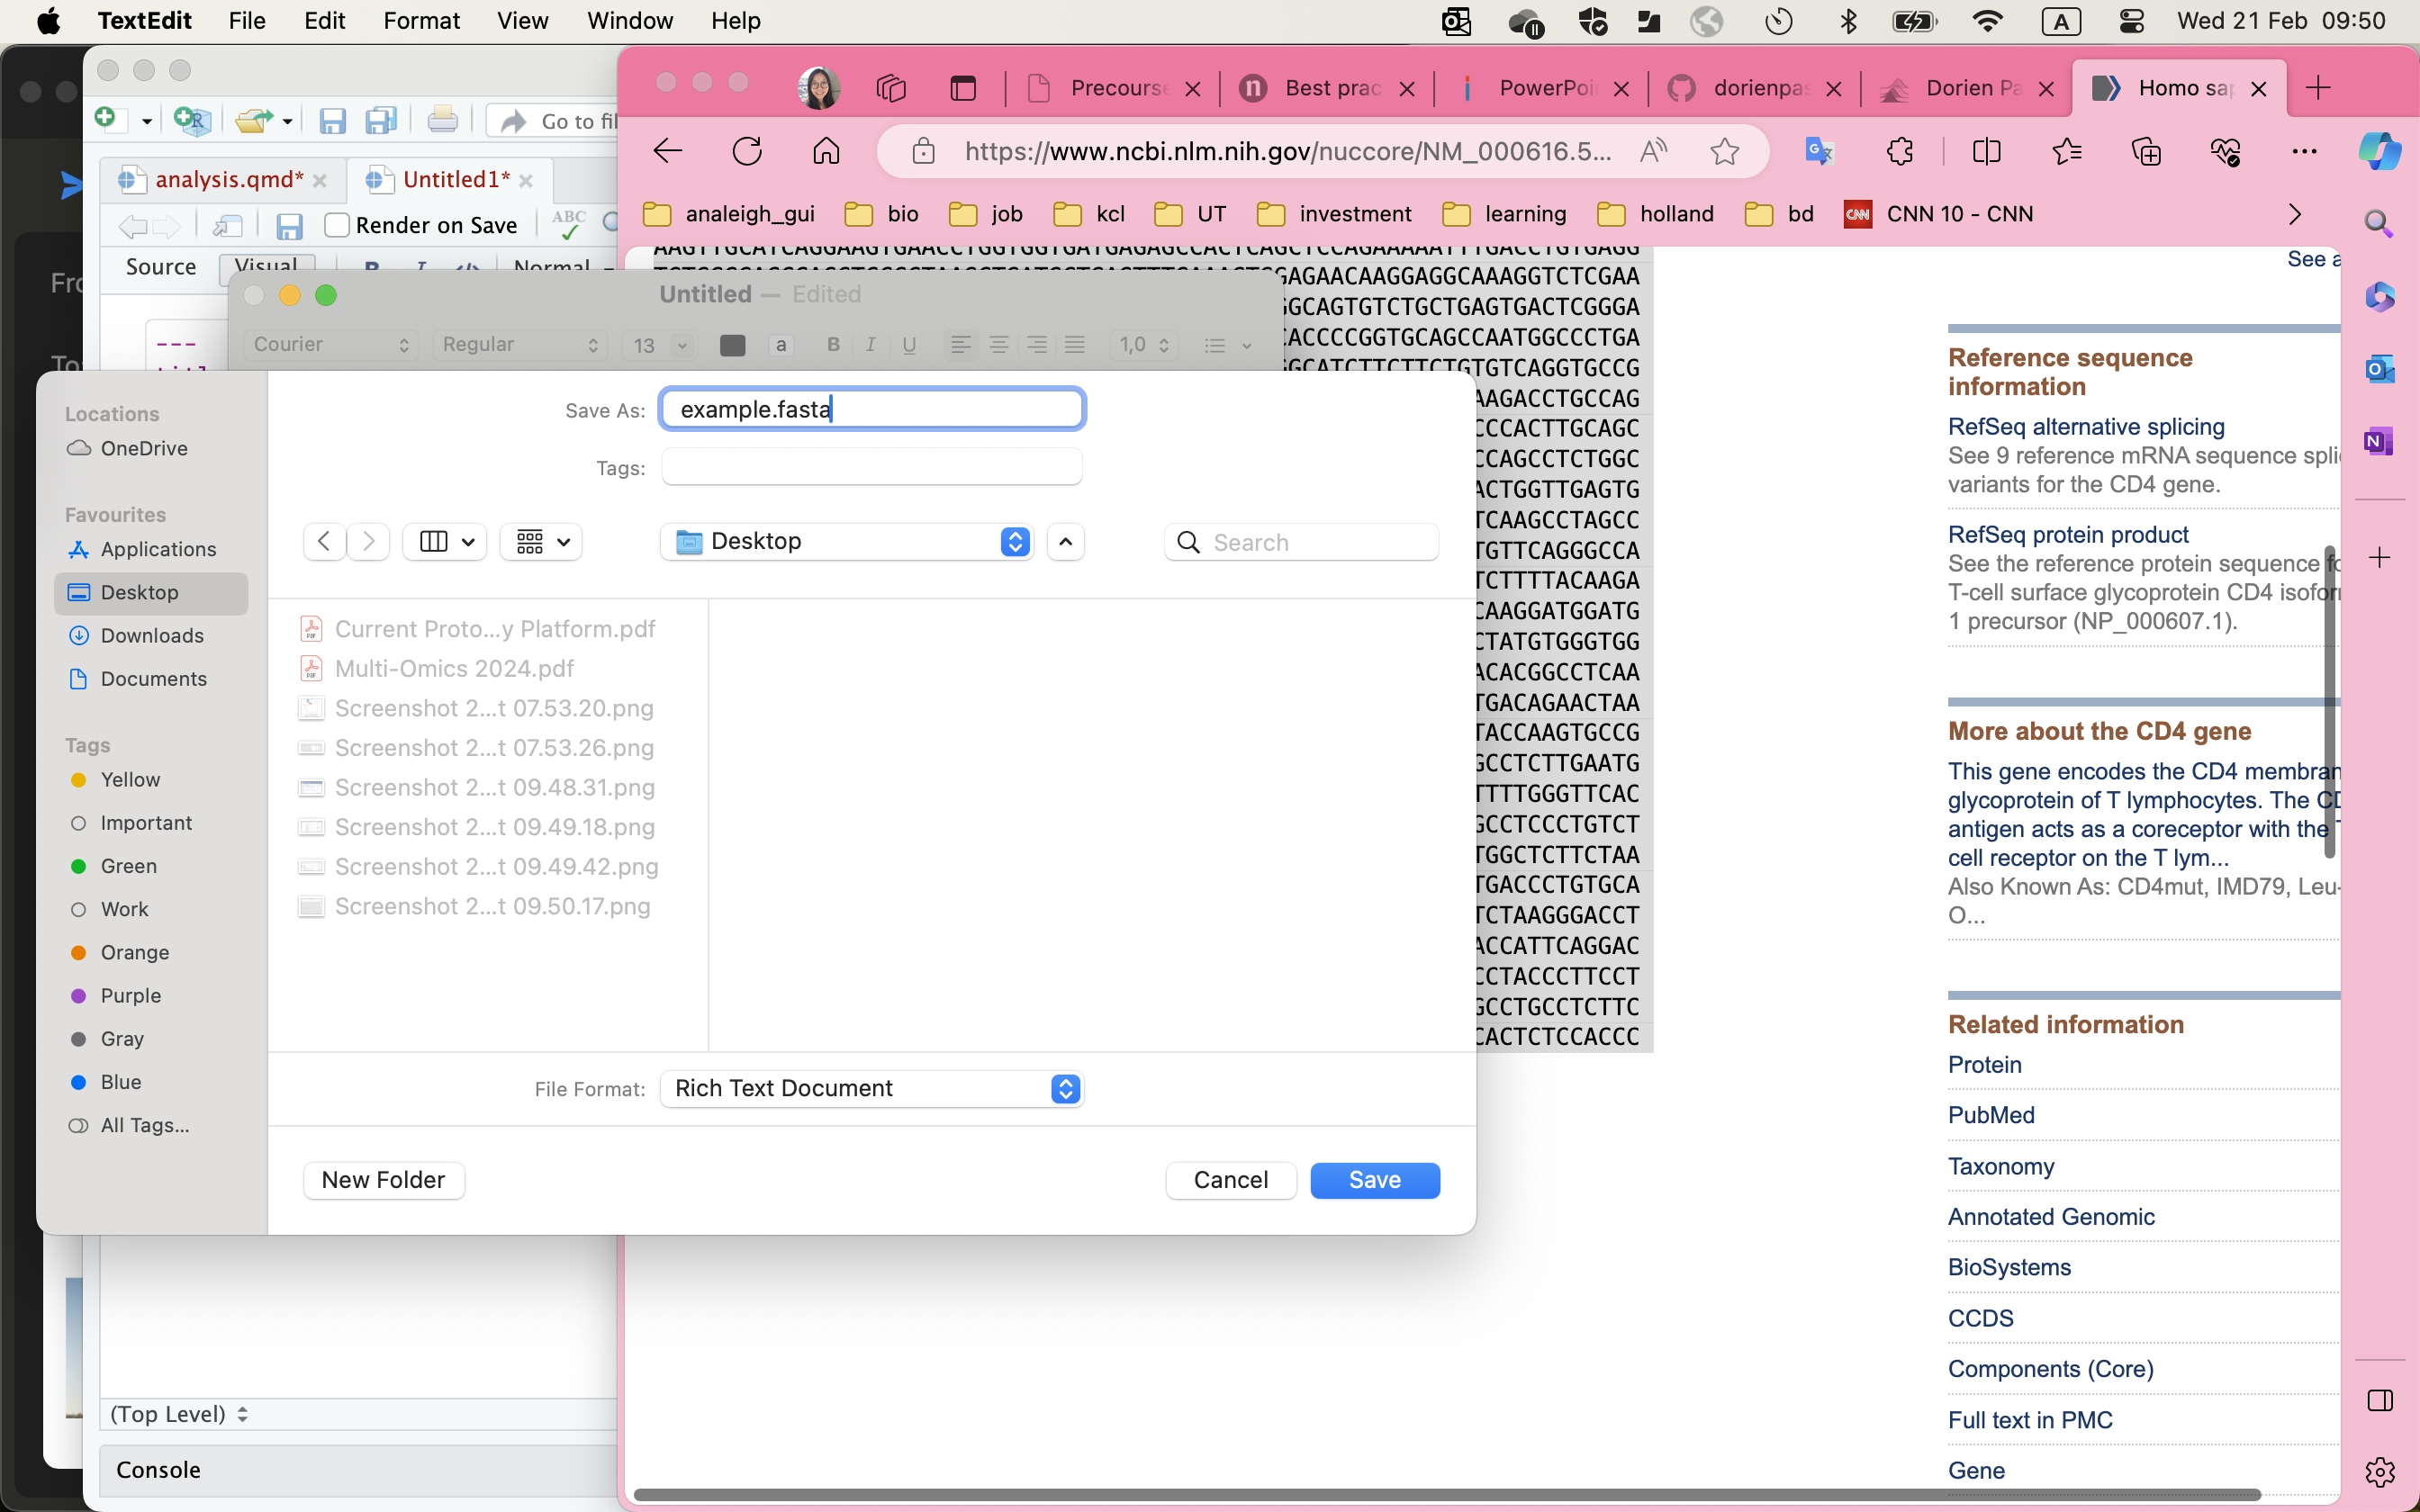 TextEdit File Edit Format View Window Help Wed 21 Feb 09:50
Precourse Best prac PowerPoi dorienpas Dorien Pa Homo sap
Go to fil
https://www.ncbi.nlm.nih.gov/nuccore/NM_000616.5...
analysis.qmd* Untitled1*
analeigh_gui bio job kcl UT investment learning holland bd CNN 10 - CNN
Render on Save
Source Visual Normal
Untitled — Edited
Courier Regular 13 B I U 1,0
Save As: example.fasta
Tags:
Desktop
Search
Locations
OneDrive
Favourites
Applications
Desktop
Downloads
Documents
Tags
Yellow
Important
Green
Work
Orange
Purple
Gray
Blue
All Tags...
Current Proto...y Platform.pdf
Multi-Omics 2024.pdf
Screenshot 2...t 07.53.20.png
Screenshot 2...t 07.53.26.png
Screenshot 2...t 09.48.31.png
Screenshot 2...t 09.49.18.png
Screenshot 2...t 09.49.42.png
Screenshot 2...t 09.50.17.png
File Format: Rich Text Document
New Folder Cancel Save
(Top Level)
Console
GAGAACAAGGAGGCAAAGGTCTCGAA
GGCAGTGTCTGCTGAGTGACTCGGGA
CACCCCGGTGCAGCCAATGGCCCTGA
GGCATCTTCTTCTGTGTCAGGTGCCG
AAGACCTGCCAG
CCCACTTGCAGC
CCAGCCTCTGGC
ACTGGTTGAGTG
TCAAGCCTAGCC
TGTTCAGGGCCA
TCTTTTACAAGA
CAAGGATGGATG
CTATGTGGGTGG
ACACGGCCTCAA
TGACAGAACTAA
TACCAAGTGCCG
GCCTCTTGAATG
TTTTGGGTTCAC
GCCTCCCTGTCT
TGGCTCTTCTAA
TGACCCTGTGCA
TCTAAGGGACCT
ACCATTCAGGAC
CCTACCCTTCCT
GCCTGCCTCTTC
CACTCTCCACCC
See a
Reference sequence
information
RefSeq alternative splicing
See 9 reference mRNA sequence spli
variants for the CD4 gene.
RefSeq protein product
See the reference protein sequence fo
T-cell surface glycoprotein CD4 isofor
1 precursor (NP_000607.1).
More about the CD4 gene
This gene encodes the CD4 membran
glycoprotein of T lymphocytes. The CD
antigen acts as a coreceptor with the T
cell receptor on the T lym...
Also Known As: CD4mut, IMD79, Leu-
O...
Related information
Protein
PubMed
Taxonomy
Annotated Genomic
BioSystems
CCDS
Components (Core)
Full text in PMC
Gene